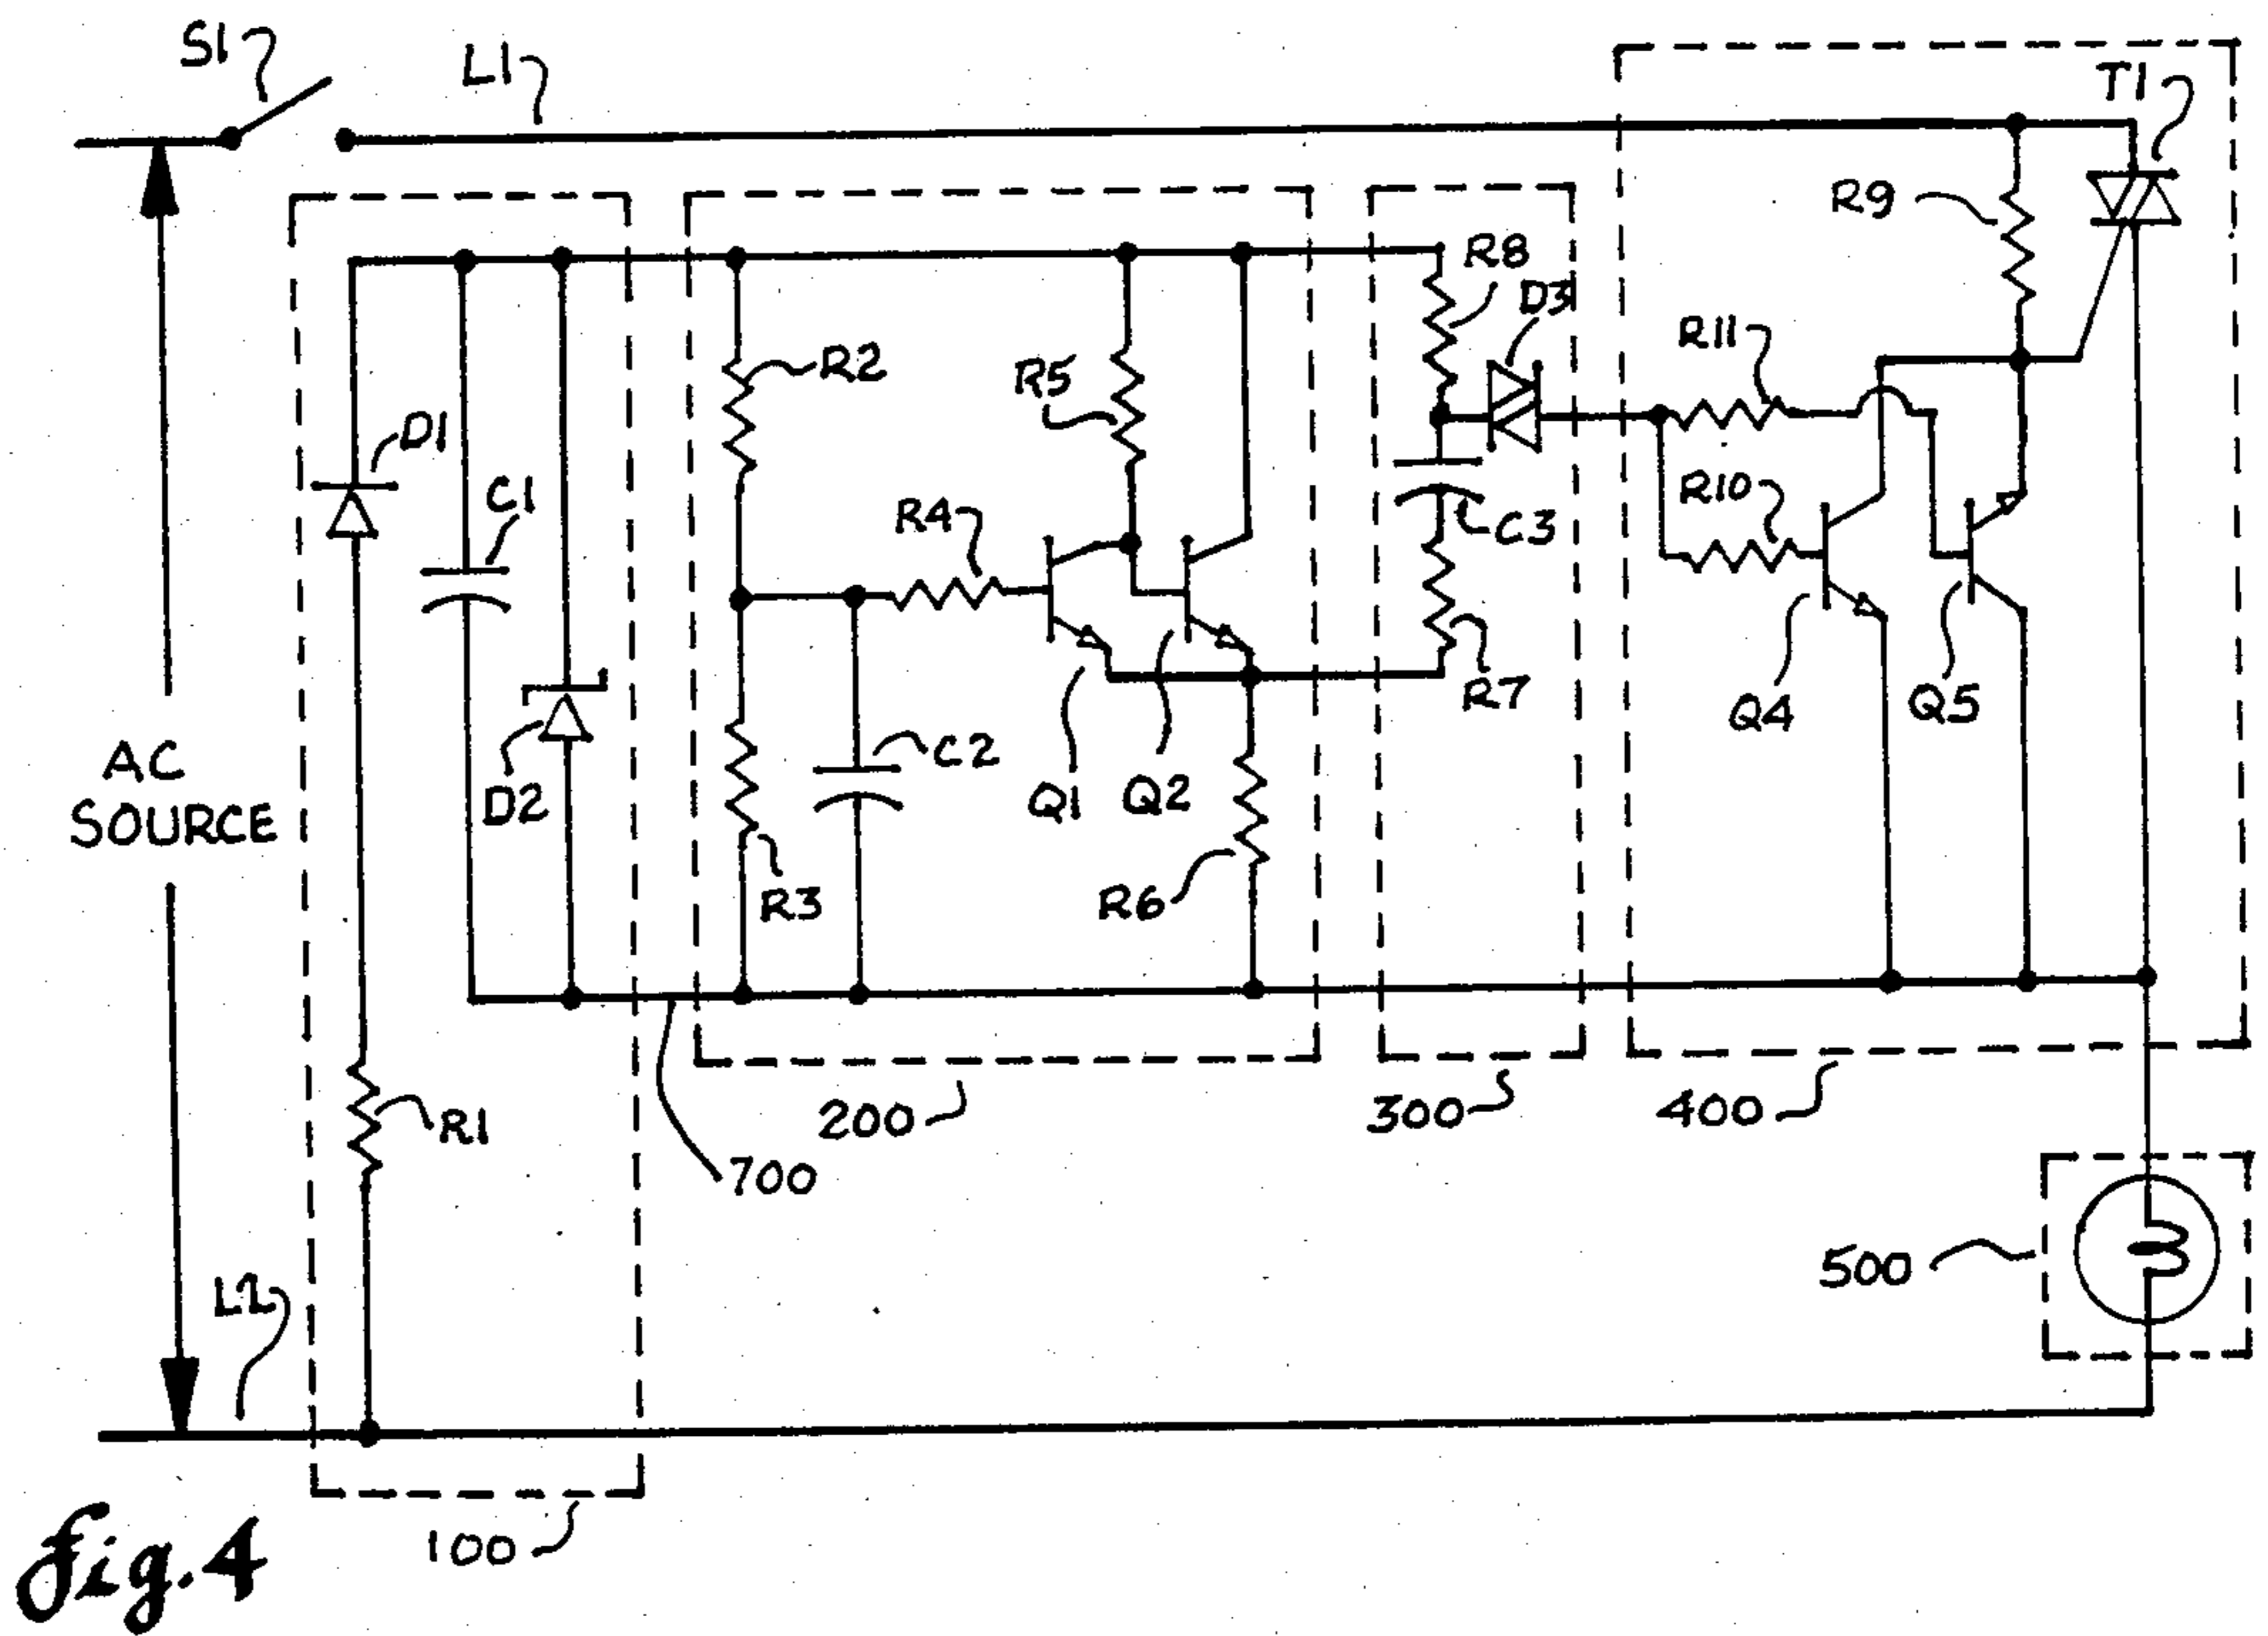 S1
L1
T1
R9
R8
D3
R11
R2
R5
D1
C1
R4
R10
C3
R7
Q4
Q5
AC
SOURCE
D2
C2
Q1
Q2
R3
R6
R1
200
300
400
700
500
L2
100
Fig. 4